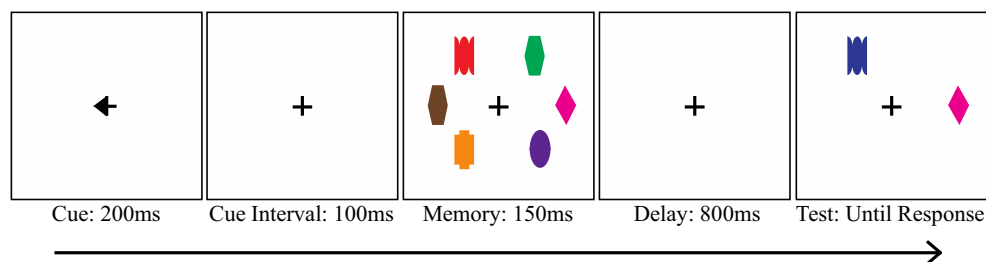 Cue: 200ms
Cue Interval: 100ms
Memory: 150ms
Delay: 800ms
Test: Until Response